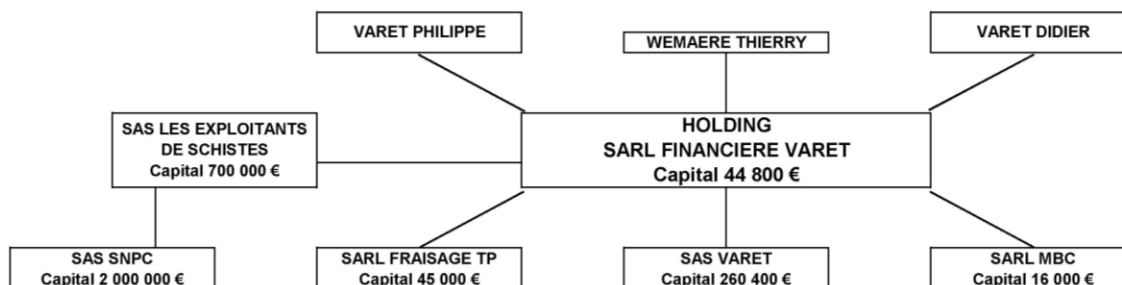 VARET PHILIPPE
WEMAERE THIERRY
VARET DIDIER
SAS LES EXPLOITANTS
DE SCHISTES
Capital 700 000 €
HOLDING
SARL FINANCIERE VARET
Capital 44 800 €
SAS SNPC
Capital 2 000 000 €
SARL FRAISAGE TP
Capital 45 000 €
SAS VARET
Capital 260 400 €
SARL MBC
Capital 16 000 €